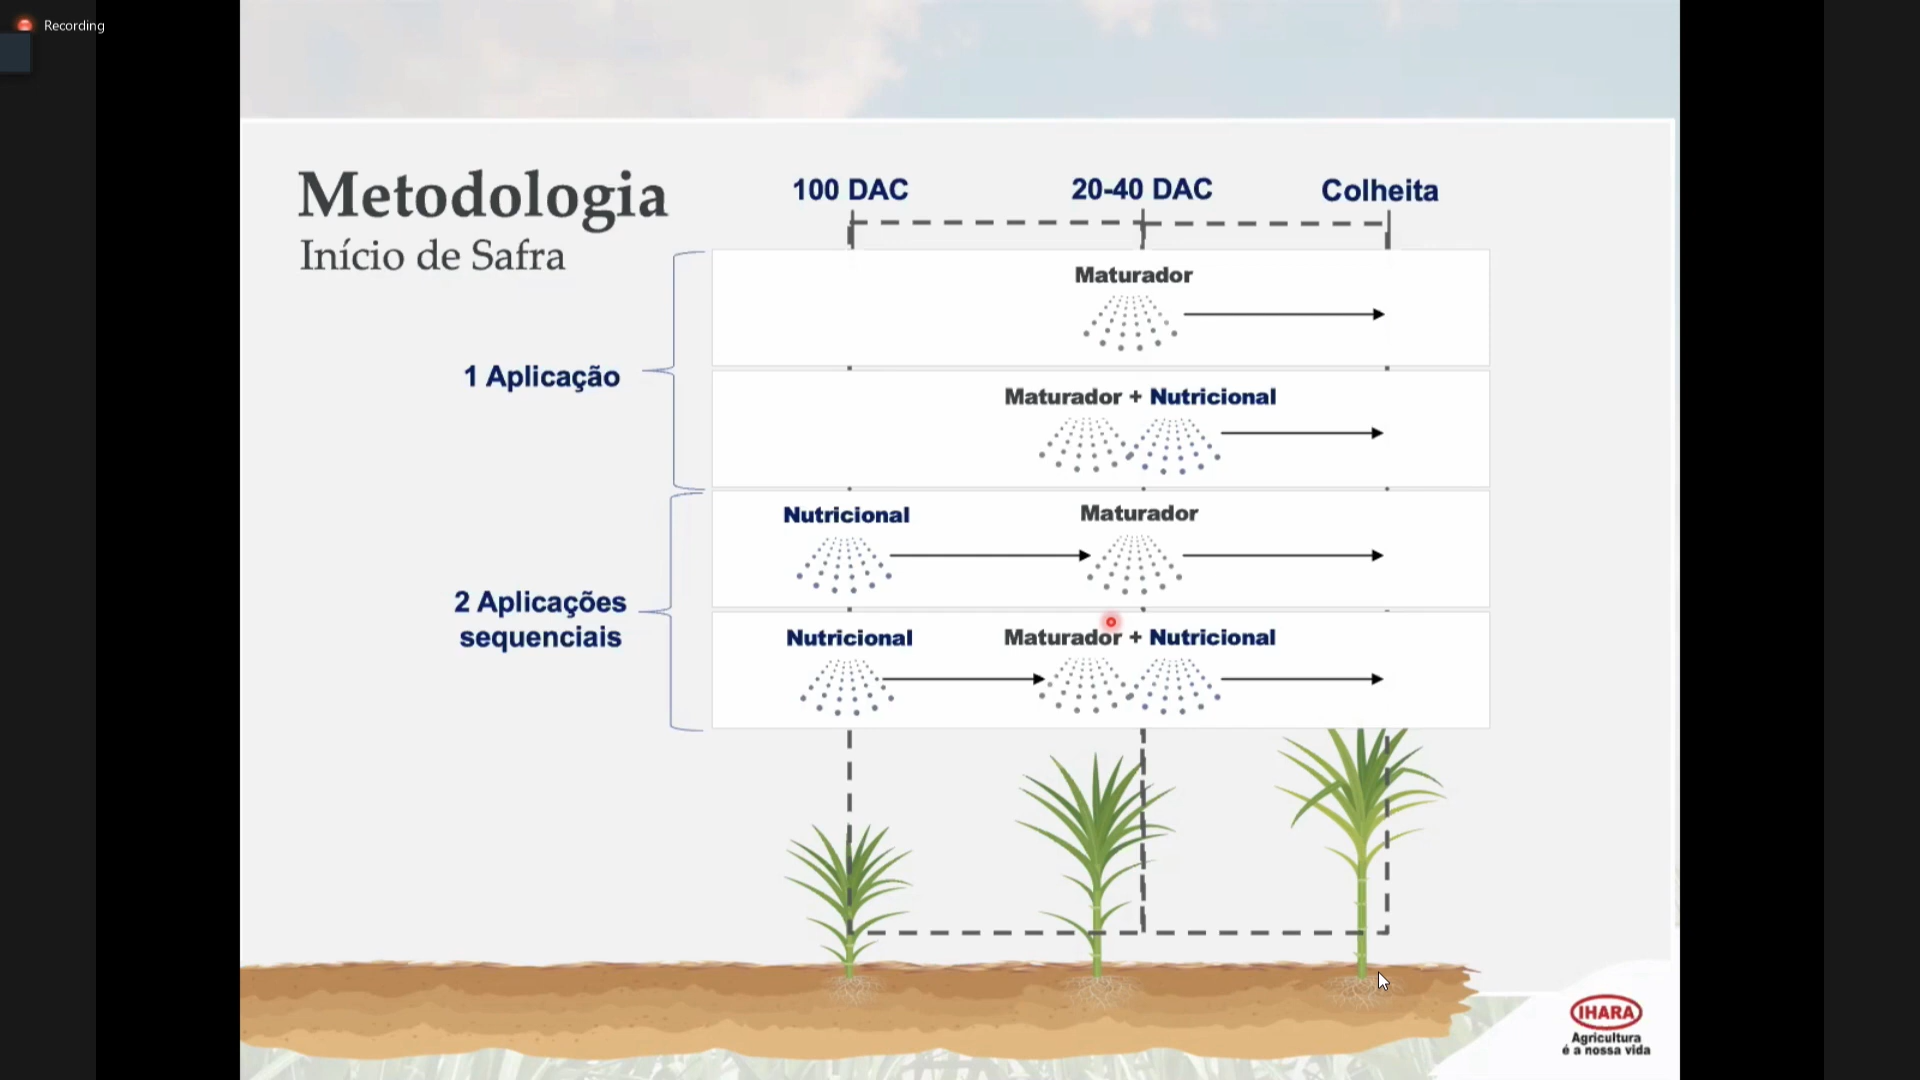 Recording
Metodologia
Início de Safra
100 DAC
20-40 DAC
Colheita
1 Aplicação
Maturador
Maturador + Nutricional
2 Aplicações
sequenciais
Nutricional
Maturador
Nutricional
Maturador + Nutricional
IHARA
Agricultura
é a nossa vida